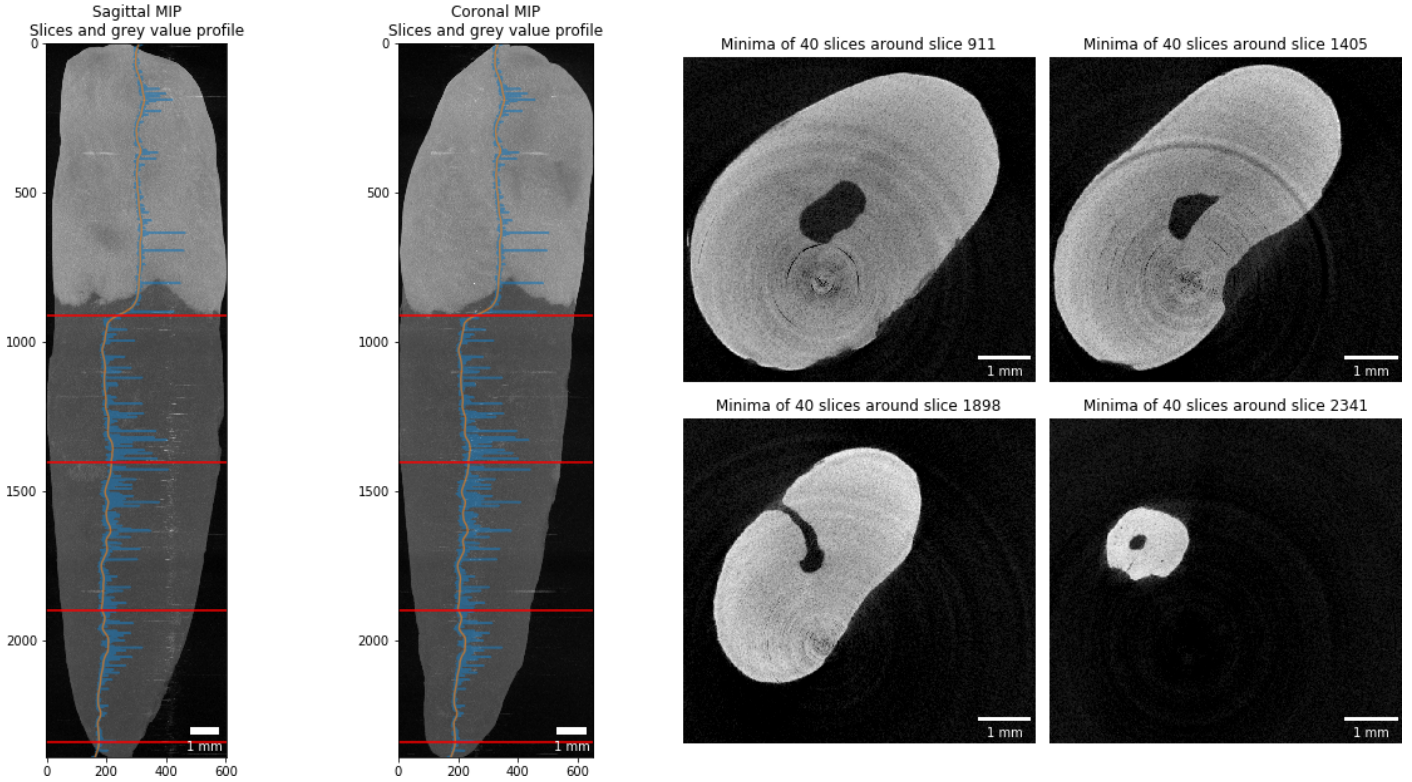 Sagittal MIP
Slices and grey value profile
0
500
1000
1500
2000
1 mm
0
200
400
600
Coronal MIP
Slices and grey value profile
0
500
1000
1500
2000
1 mm
0
200
400
600
Minima of 40 slices around slice 911
1 mm
Minima of 40 slices around slice 1405
1 mm
Minima of 40 slices around slice 1898
1 mm
Minima of 40 slices around slice 2341
1 mm